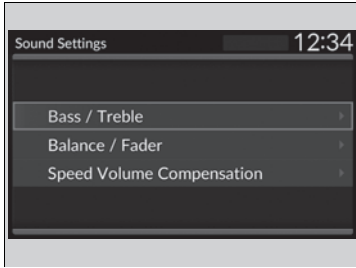 Sound Settings
12:34
Bass / Treble
Balance / Fader
Speed Volume Compensation